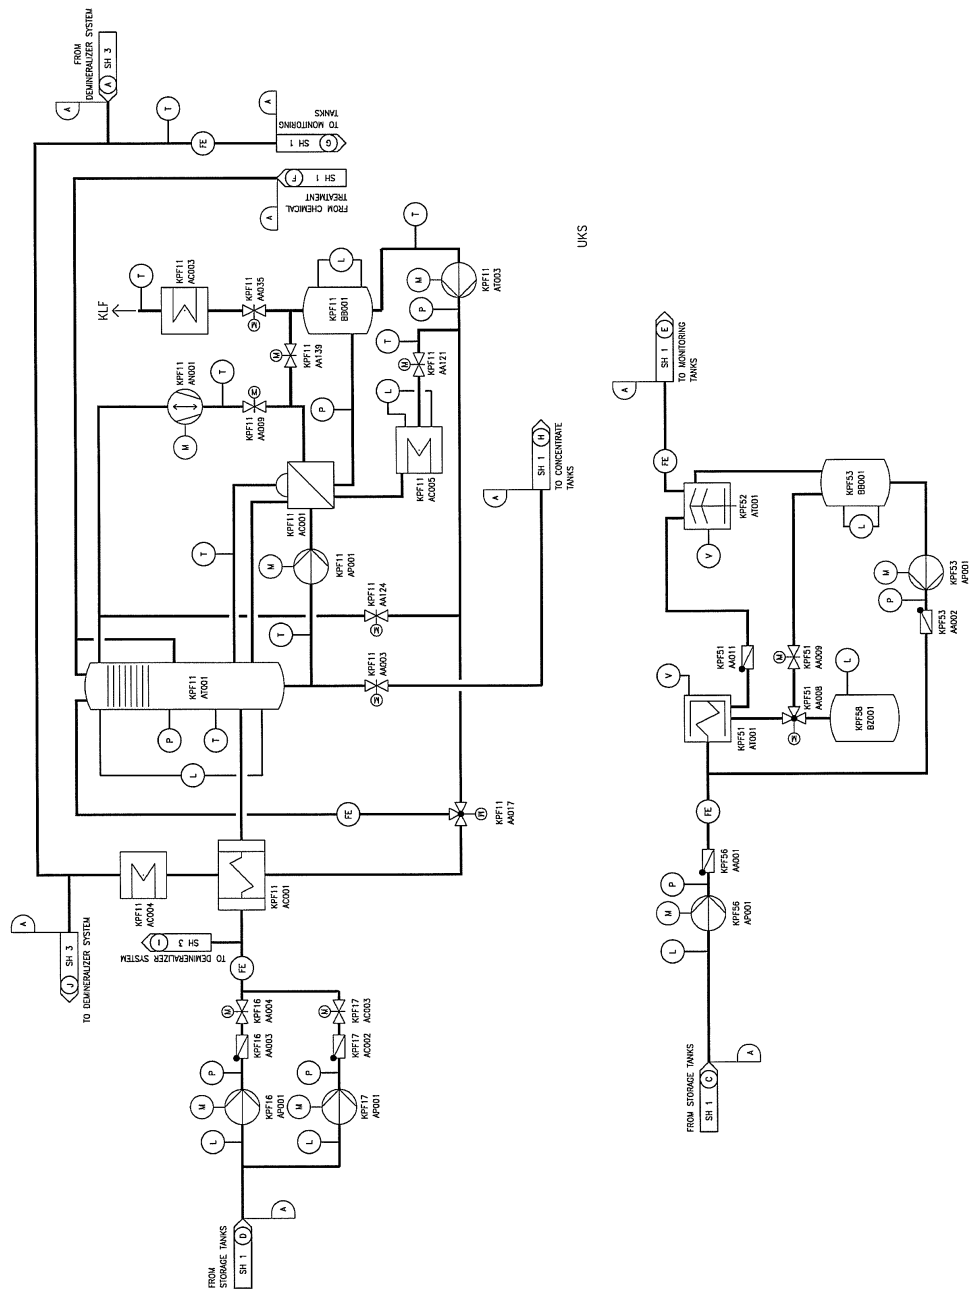 FROM
DEMINERALIZER SYSTEM
A
SH 3
A
T
A
TO MONITORING
TANKS
FE
G
SH 1
F
SH 1
FROM CHEMICAL
TREATMENT
A
KLF
T
KPF11
AC003
KPF11
AA035
M
KPF11
BB001
L
T
KPF11
AN001
M
T
KPF11
AA009
M
KPF11
AA139
M
P
M
P
KPF11
AT003
T
M
KPF11
AA121
L
KPF11
AC005
KPF11
AC001
T
M
KPF11
AP001
T
KPF11
AA124
M
KPF11
AA003
M
SH 1
H
TO CONCENTRATE
TANKS
A
KPF11
AT001
P
T
L
FE
KPF11
AA017
M
KPF11
AC004
KPF11
AC001
A
J
SH 3
TO DEMINERALIZER SYSTEM
I
SH 3
TO DEMINERALIZER SYSTEM
FE
M
KPF16
AA004
KPF16
AA003
P
M
KPF16
AP001
L
M
KPF17
AC003
KPF17
AC002
P
M
KPF17
AP001
L
A
FROM
STORAGE TANKS
SH 1
D
UKS
A
SH 1
E
TO MONITORING
TANKS
FE
KPF52
AT001
V
KPF53
BB001
L
M
P
KPF53
AP001
KPF53
AA002
KPF51
AA011
V
KPF51
AT001
M
KPF51
AA009
KPF51
AA008
M
L
KPF58
BZ001
FE
KPF56
AA001
P
M
KPF56
AP001
L
FROM STORAGE TANKS
SH 1
C
A